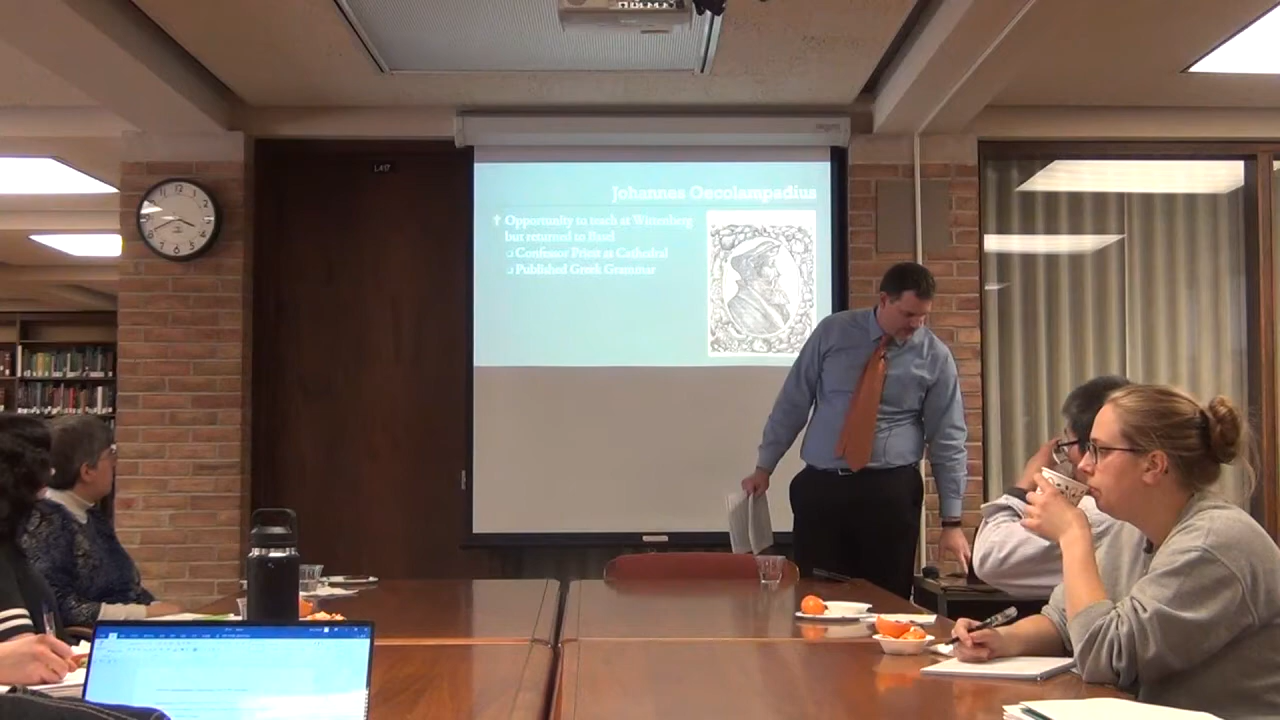 Johannes Oecolampadius
Opportunity to teach at Wittenberg
but returned to Basel
Confessor Priest at Cathedral
Published Greek Grammar